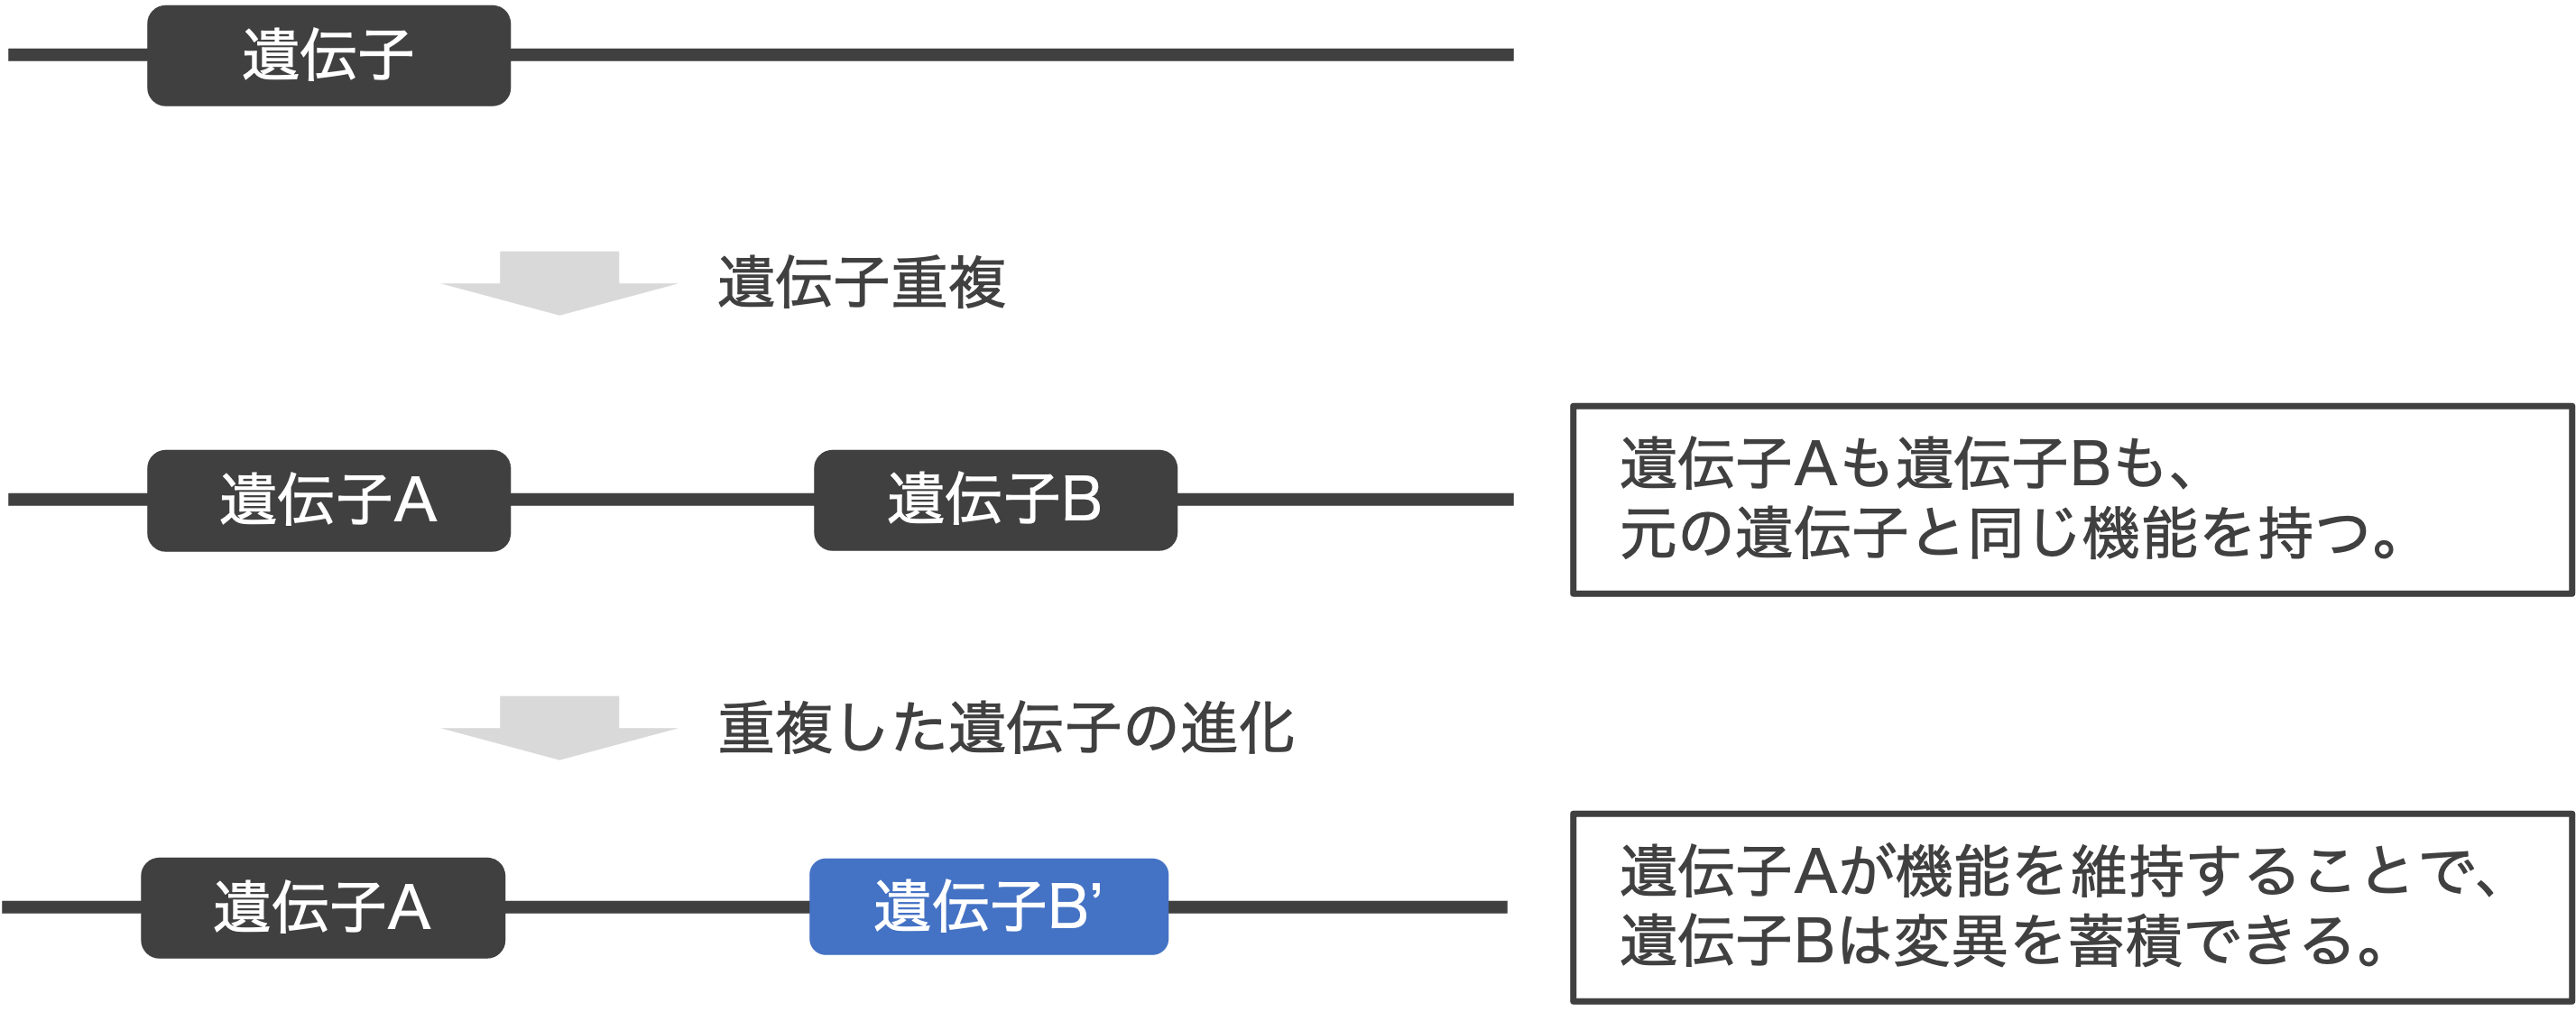 遺伝子
遺伝子重複
遺伝子A
遺伝子B
遺伝子Aも遺伝子Bも、
元の遺伝子と同じ機能を持つ。
重複した遺伝子の進化
遺伝子A
遺伝子B’
遺伝子Aが機能を維持することで、
遺伝子Bは変異を蓄積できる。